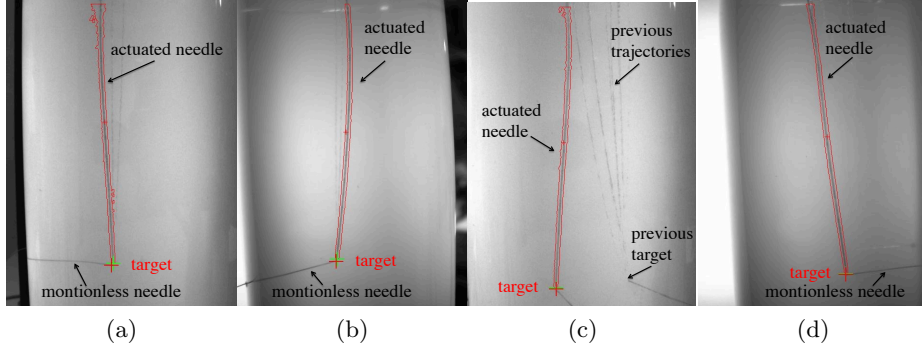 actuated needle
target
montionless needle
(a)
actuated
needle
target
montionless needle
(b)
previous
trajectories
actuated
needle
previous
target
target
(c)
actuated
needle
target
montionless needle
(d)